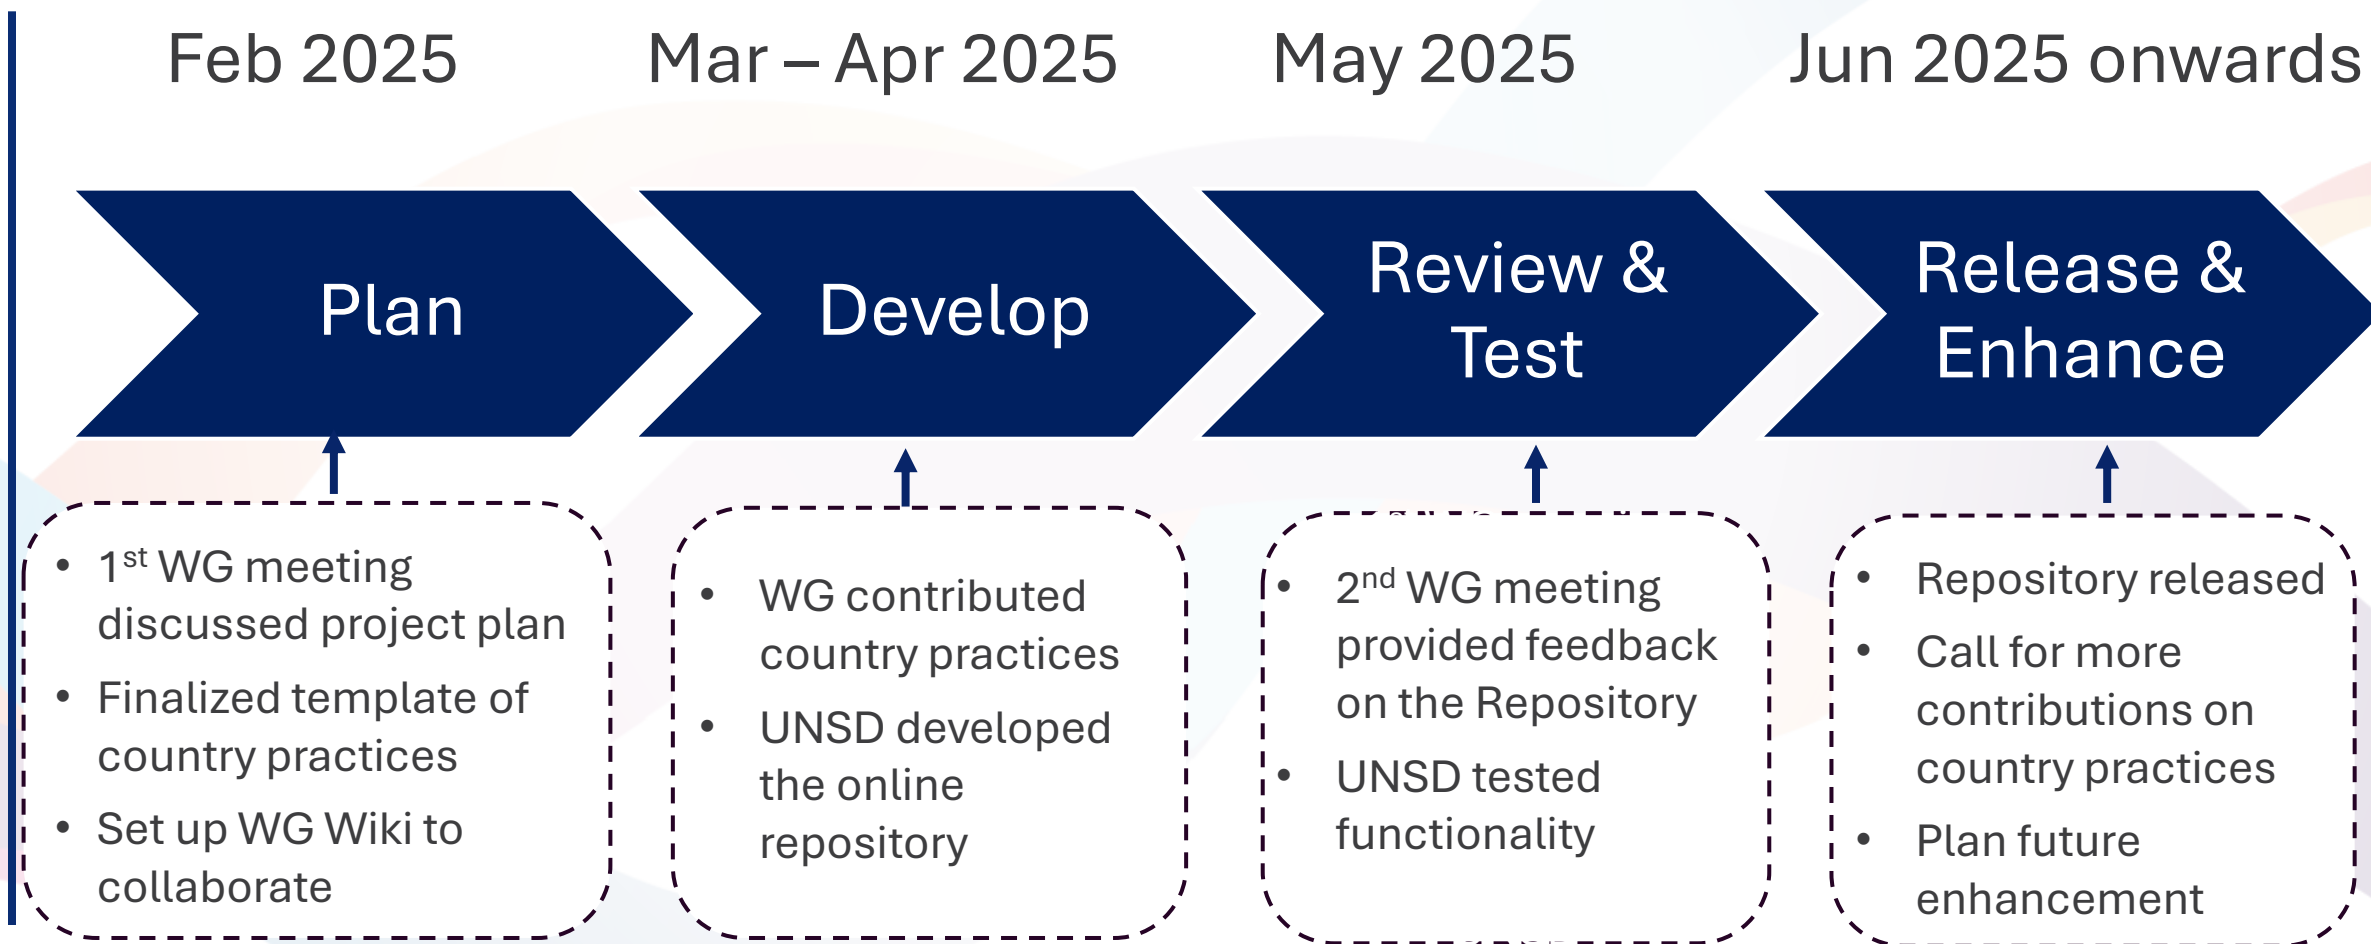 Feb 2025
Mar – Apr 2025
May 2025
Jun 2025 onwards
Plan
Develop
Review &
Test
Release &
Enhance
• 1st WG meeting
discussed project plan
• Finalized template of
country practices
• Set up WG Wiki to
collaborate
• WG contributed
country practices
• UNSD developed
the online
repository
• 2nd WG meeting
provided feedback
on the Repository
• UNSD tested
functionality
• Repository released
• Call for more
contributions on
country practices
• Plan future
enhancement